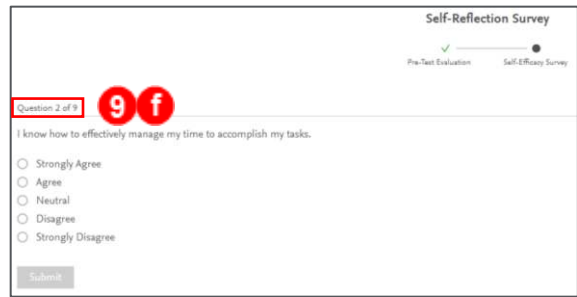 Self-Reflection Survey
Pre-Test Evaluation Self-Efficacy Survey
Question 2 of 9
9 f
I know how to effectively manage my time to accomplish my tasks.
Strongly Agree
Agree
Neutral
Disagree
Strongly Disagree
Submit